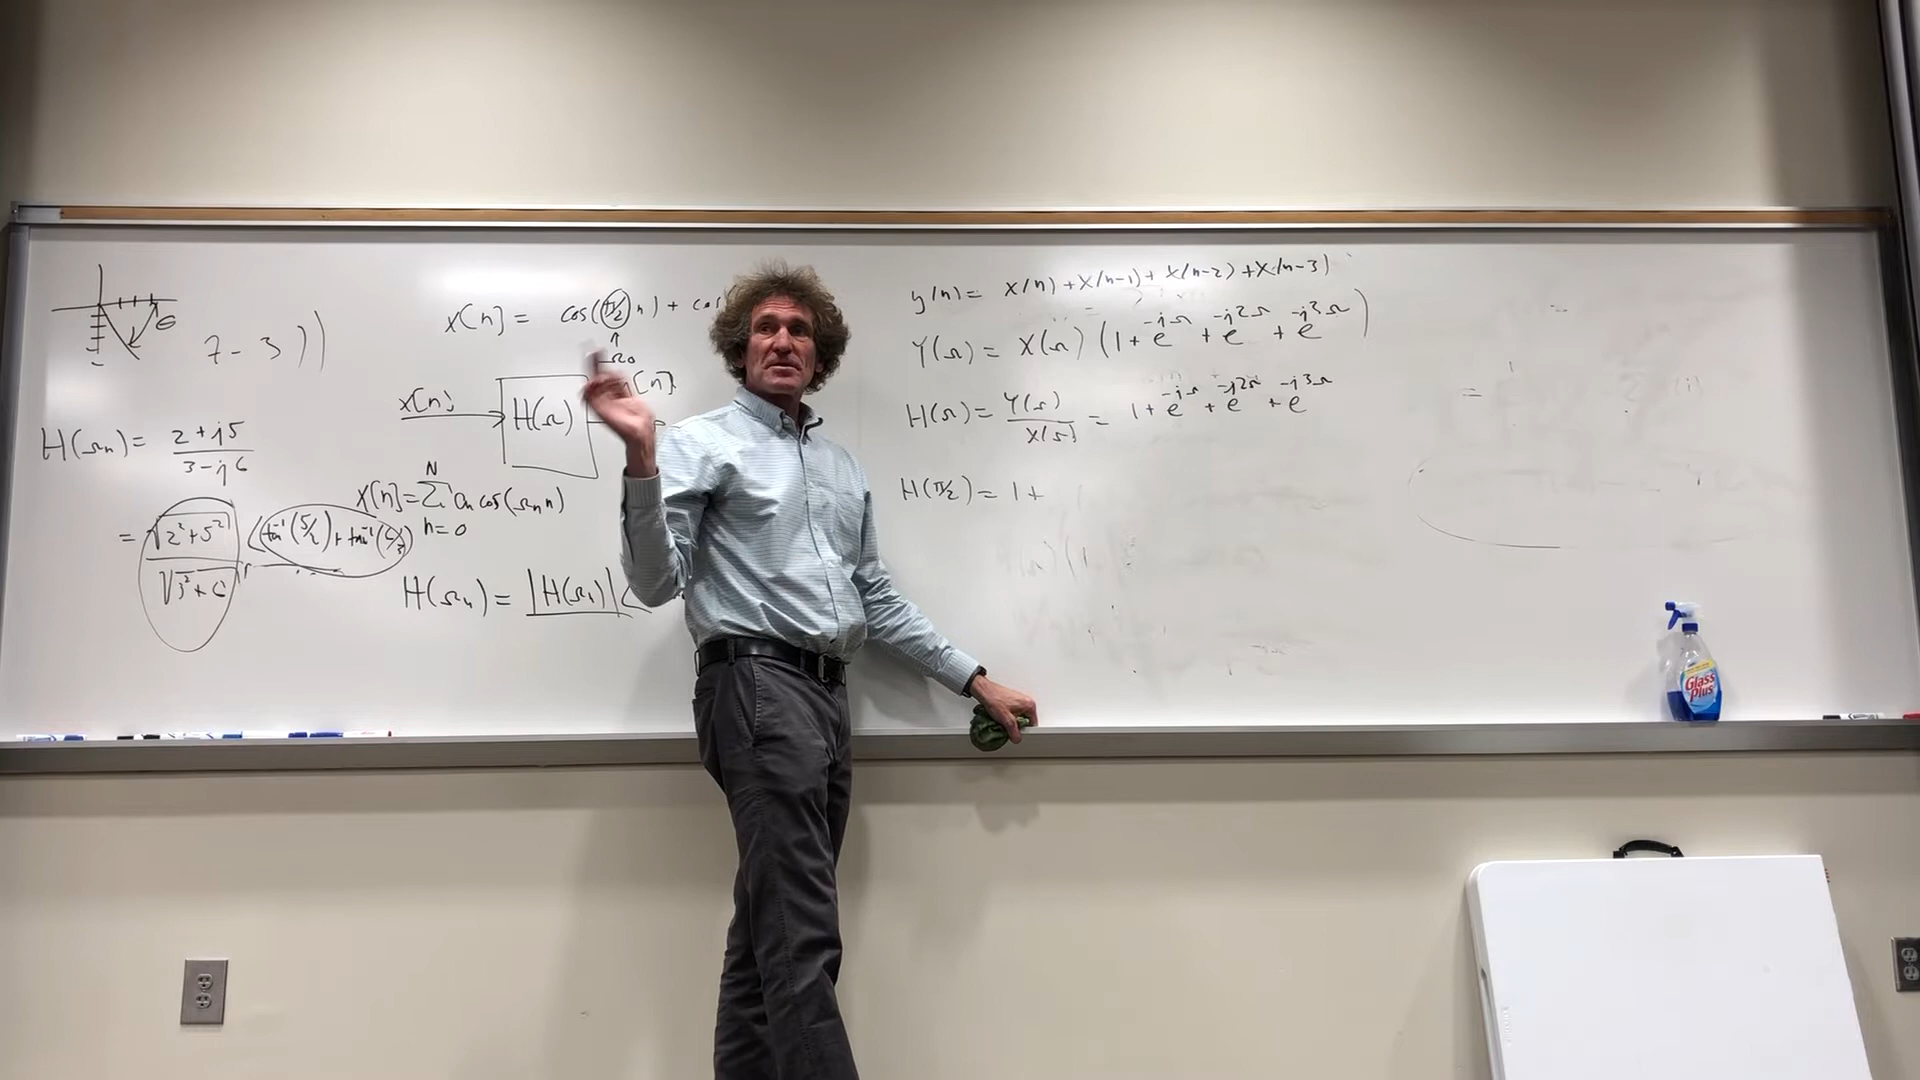 7 - 3 ) )
H(Ωn) = 2 + j5 / 3 - j6
= √2² + 5² / √3² + 6 ∠ tan⁻¹(5/2) + tan⁻¹(6/3)
x[n] = cos(π/2 n) + cos(
↑
Ω₀
x[n] H(Ω) [n]
N
x[n] = Σ an cos(Ωn n)
n = 0
H(Ωn) = |H(Ωn)| ∠
y(n) = x(n) + x(n-1) + x(n-2) + x(n-3)
Y(Ω) = X(Ω) (1 + e^-jΩ + e^-j2Ω + e^-j3Ω)
H(Ω) = Y(Ω) / X(Ω) = 1 + e^-jΩ + e^-j2Ω + e^-j3Ω
H(π/2) = 1 +
Glass Plus